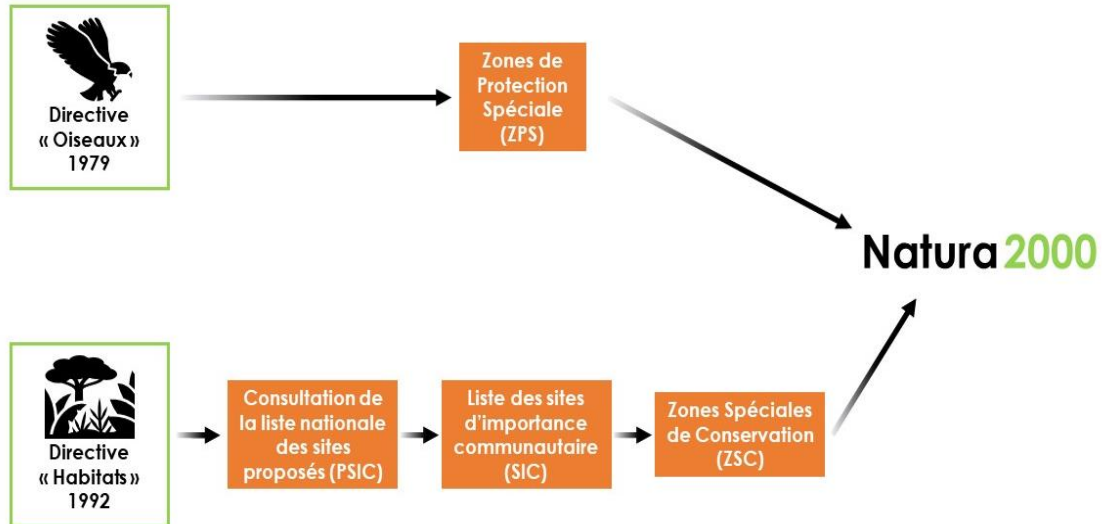 Directive
« Oiseaux »
1979
Zones de
Protection
Spéciale
(ZPS)
Natura 2000
Directive
« Habitats »
1992
Consultation de
la liste nationale
des sites
proposés (PSIC)
Liste des sites
d'importance
communautaire
(SIC)
Zones Spéciales
de Conservation
(ZSC)